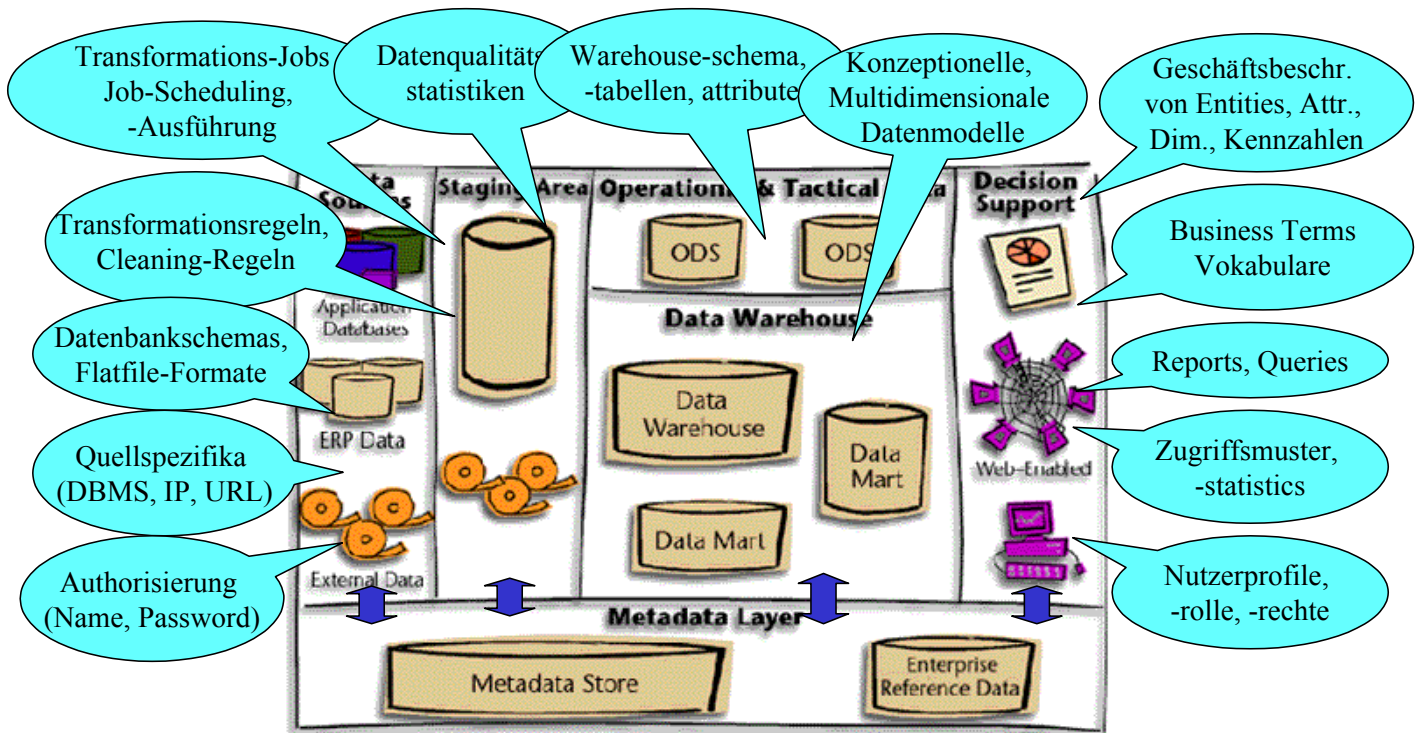 Transformations-Jobs
Job-Scheduling,
-Ausführung
Datenqualitäts
statistiken
Warehouse-schema,
-tabellen, attribute
Konzeptionelle,
Multidimensionale
Datenmodelle
Geschäftsbeschr.
von Entities, Attr.,
Dim., Kennzahlen
Transformationsregeln,
Cleaning-Regeln
Datenbankschemas,
Flatfile-Formate
Quellspezifika
(DBMS, IP, URL)
Authorisierung
(Name, Password)
Business Terms
Vokabulare
Reports, Queries
Zugriffsmuster,
-statistics
Nutzerprofile,
-rolle, -rechte
Sources
Application
Databases
ERP Data
External Data
Staging Area
& Tactical
ODS
ODS
Data Warehouse
Data
Warehouse
Data
Mart
Data Mart
Decision
Support
Web-Enabled
Metadata Layer
Metadata Store
Enterprise
Reference Data